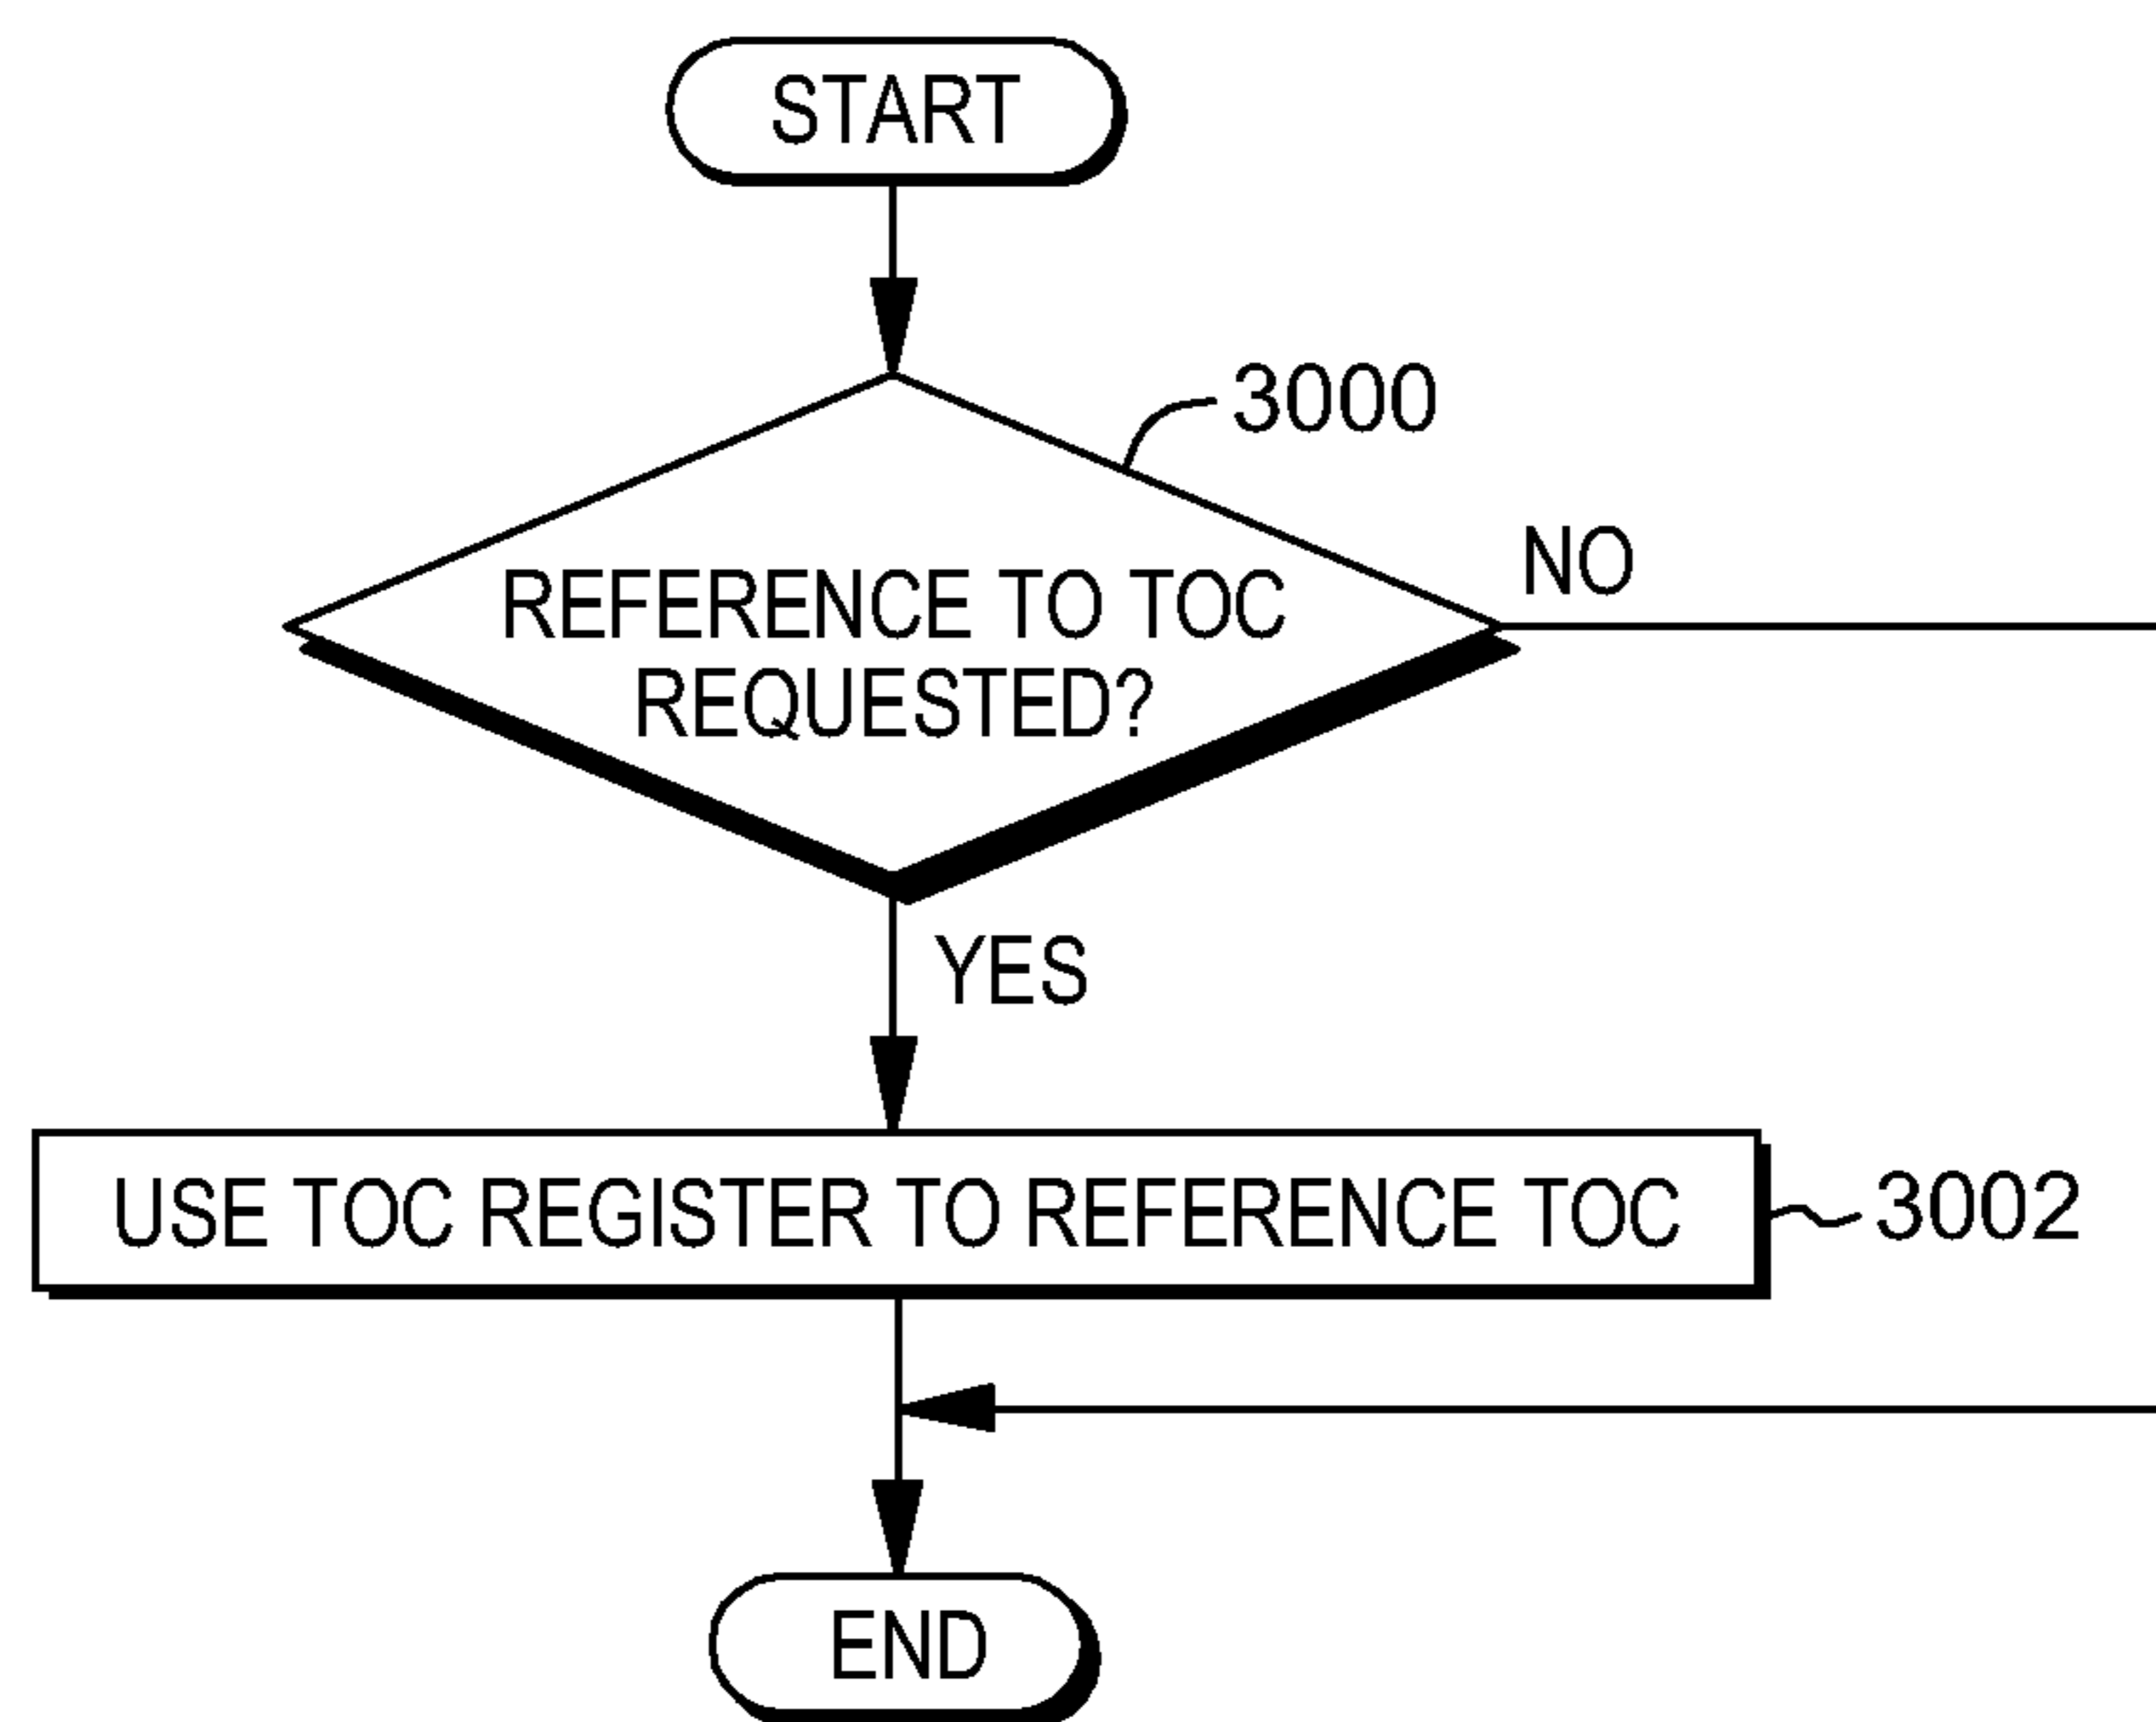 START
3000
NO
REFERENCE TO TOC
REQUESTED?
YES
USE TOC REGISTER TO REFERENCE TOC
3002
END